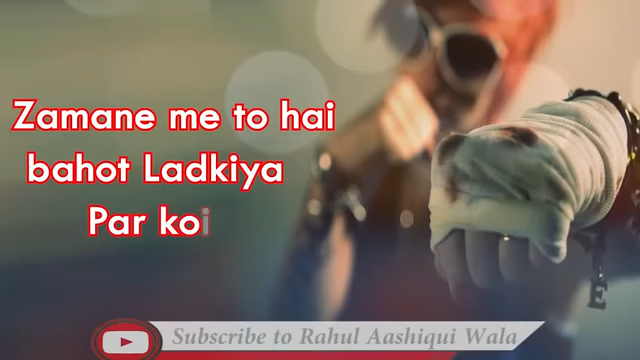 Zamane me to hai
bahot Ladkiya
Par koi
Subscribe to Rahul Aashiqui Wala